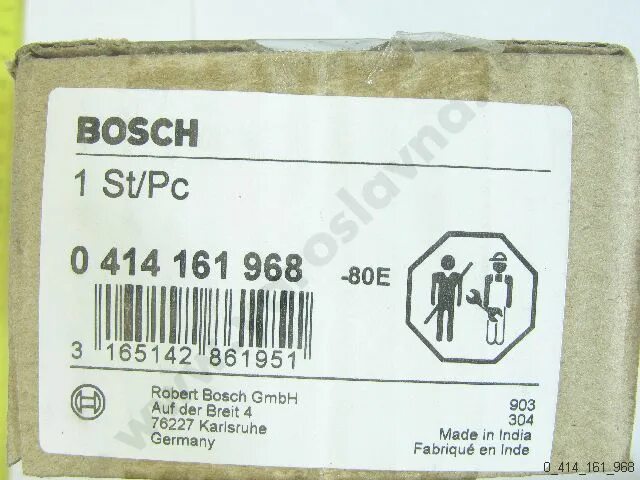 BOSCH
1 St/Pc
0 414 161 968
-80E
3 165142 861951
Robert Bosch GmbH
Auf der Breit 4
76227 Karlsruhe
Germany
903
304
Made in India
Fabriqué en Inde
0_414_161_968